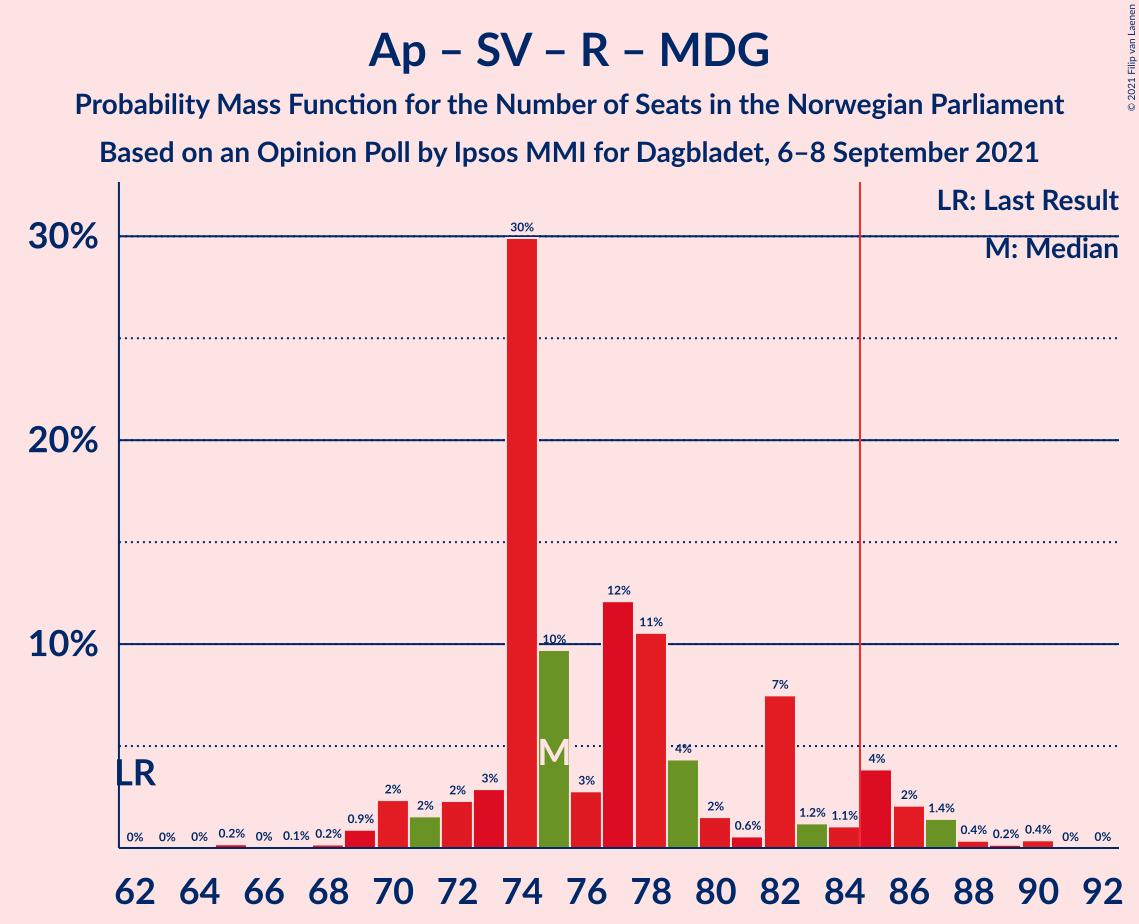 Ap – SV – R – MDG
Probability Mass Function for the Number of Seats in the Norwegian Parliament
Based on an Opinion Poll by Ipsos MMI for Dagbladet, 6–8 September 2021
© 2021 Filip van Laenen
LR: Last Result
M: Median
30%
20%
10%
LR
M
0% 0% 0% 0.2% 0% 0.1% 0.2% 0.9% 2% 2% 2% 3% 30% 10% 3% 12% 11% 4% 2% 0.6% 7% 1.2% 1.1% 4% 2% 1.4% 0.4% 0.2% 0.4% 0% 0%
62 64 66 68 70 72 74 76 78 80 82 84 86 88 90 92